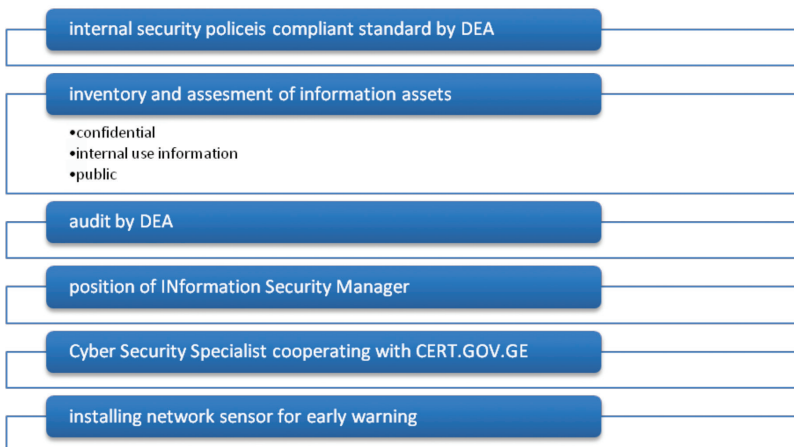 internal security policeis compliant standard by DEA
inventory and assesment of information assets
•confidential
•internal use information
•public
audit by DEA
position of INformation Security Manager
Cyber Security Specialist cooperating with CERT.GOV.GE
installing network sensor for early warning